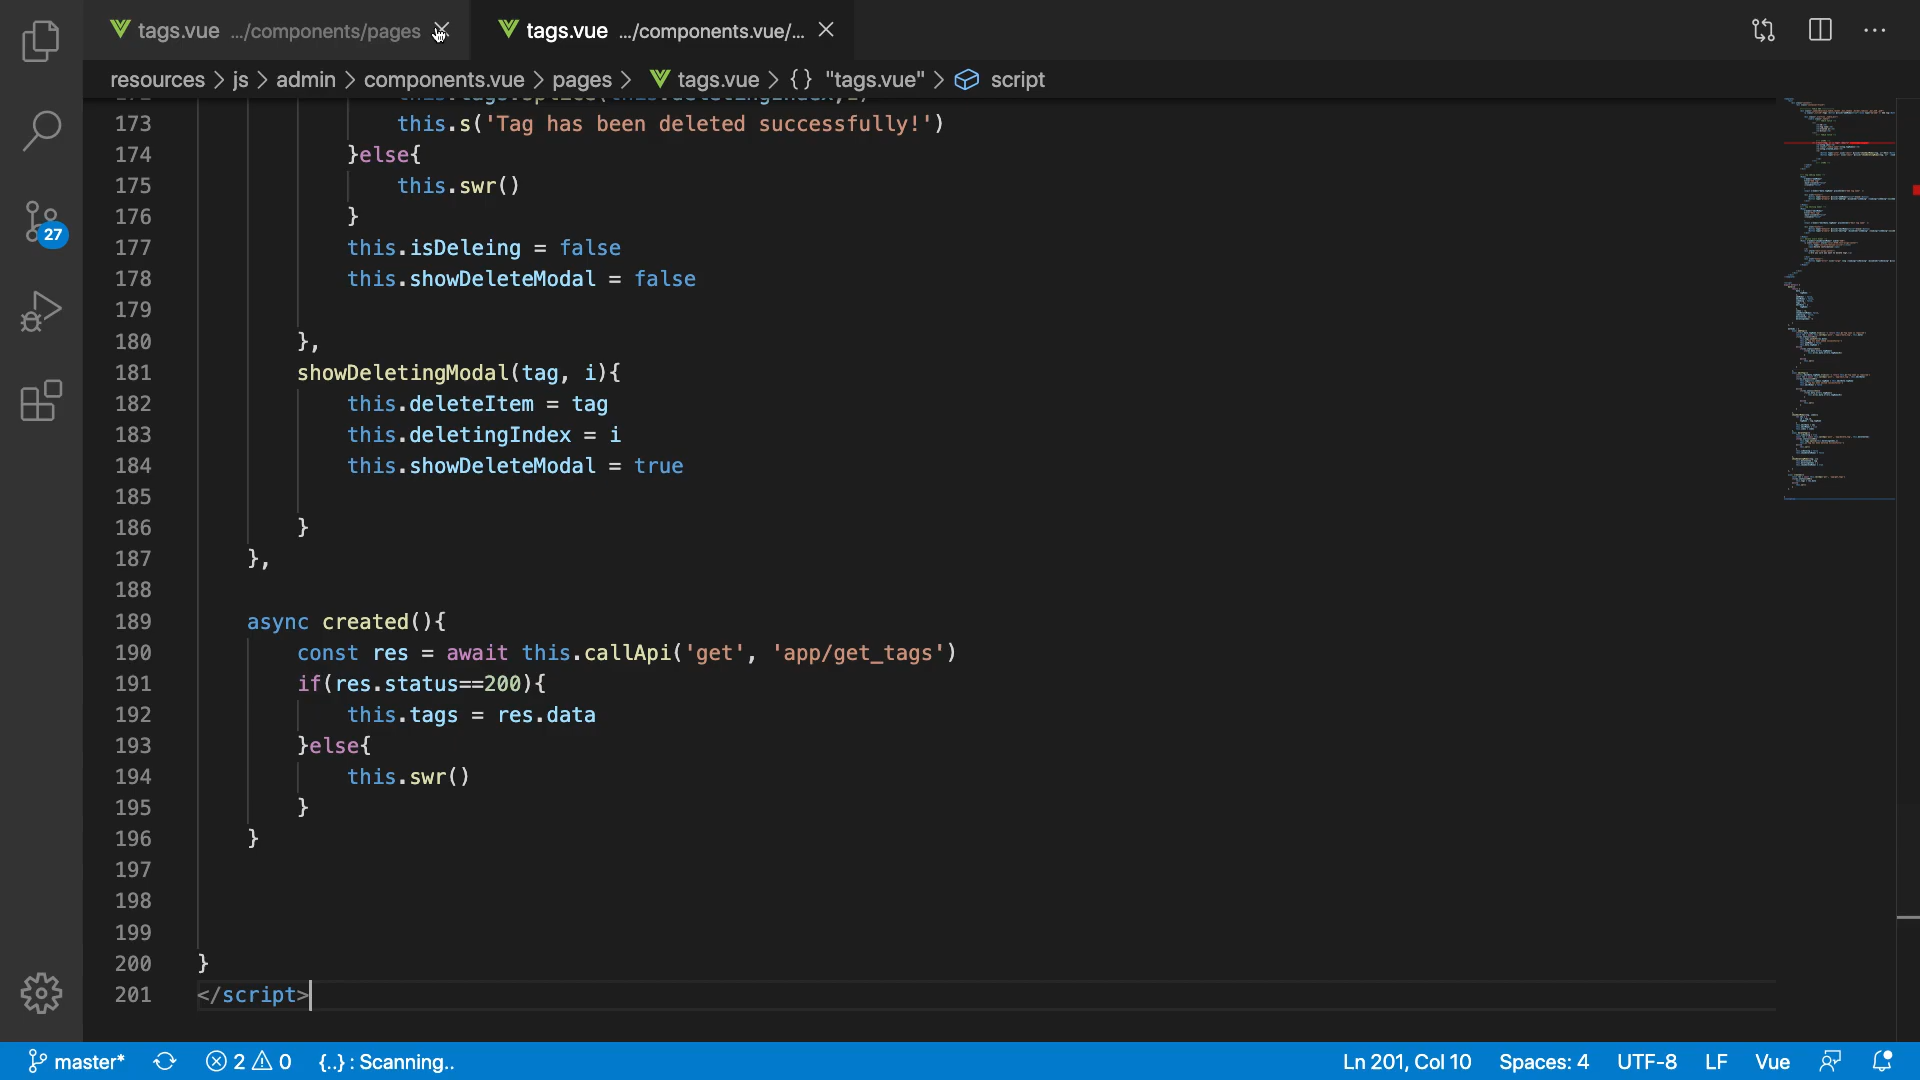 tags.vue .../components/pages
tags.vue .../components.vue/...
resources > js > admin > components.vue > pages > tags.vue > {} "tags.vue" > script
173 this.s('Tag has been deleted successfully!')
174 }else{
175 this.swr()
176 }
177 this.isDeleing = false
178 this.showDeleteModal = false
179
180 },
181 showDeletingModal(tag, i){
182 this.deleteItem = tag
183 this.deletingIndex = i
184 this.showDeleteModal = true
185
186 }
187 },
188
189 async created(){
190 const res = await this.callApi('get', 'app/get_tags')
191 if(res.status==200){
192 this.tags = res.data
193 }else{
194 this.swr()
195 }
196 }
197
198
199
200 }
201 </script>
27
master* 2 0 {..} : Scanning.. Ln 201, Col 10 Spaces: 4 UTF-8 LF Vue